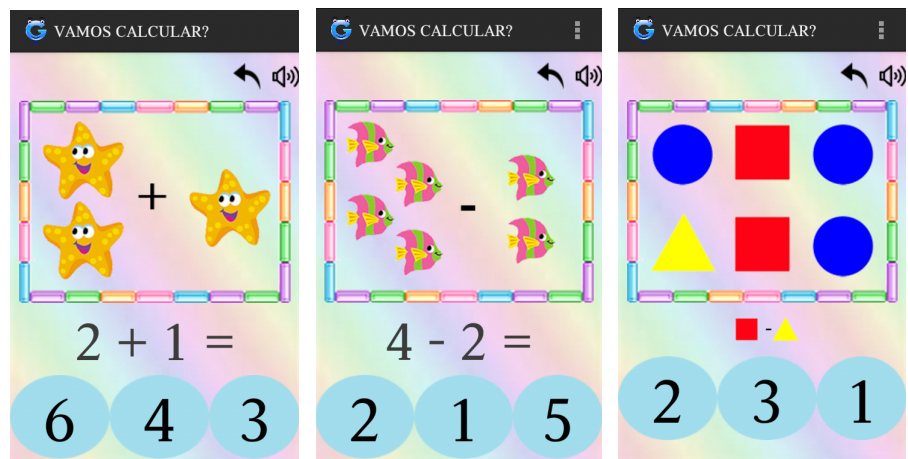 VAMOS CALCULAR?
+
2 + 1 =
6 4 3
VAMOS CALCULAR?
-
4 - 2 =
2 1 5
VAMOS CALCULAR?
-
2 3 1